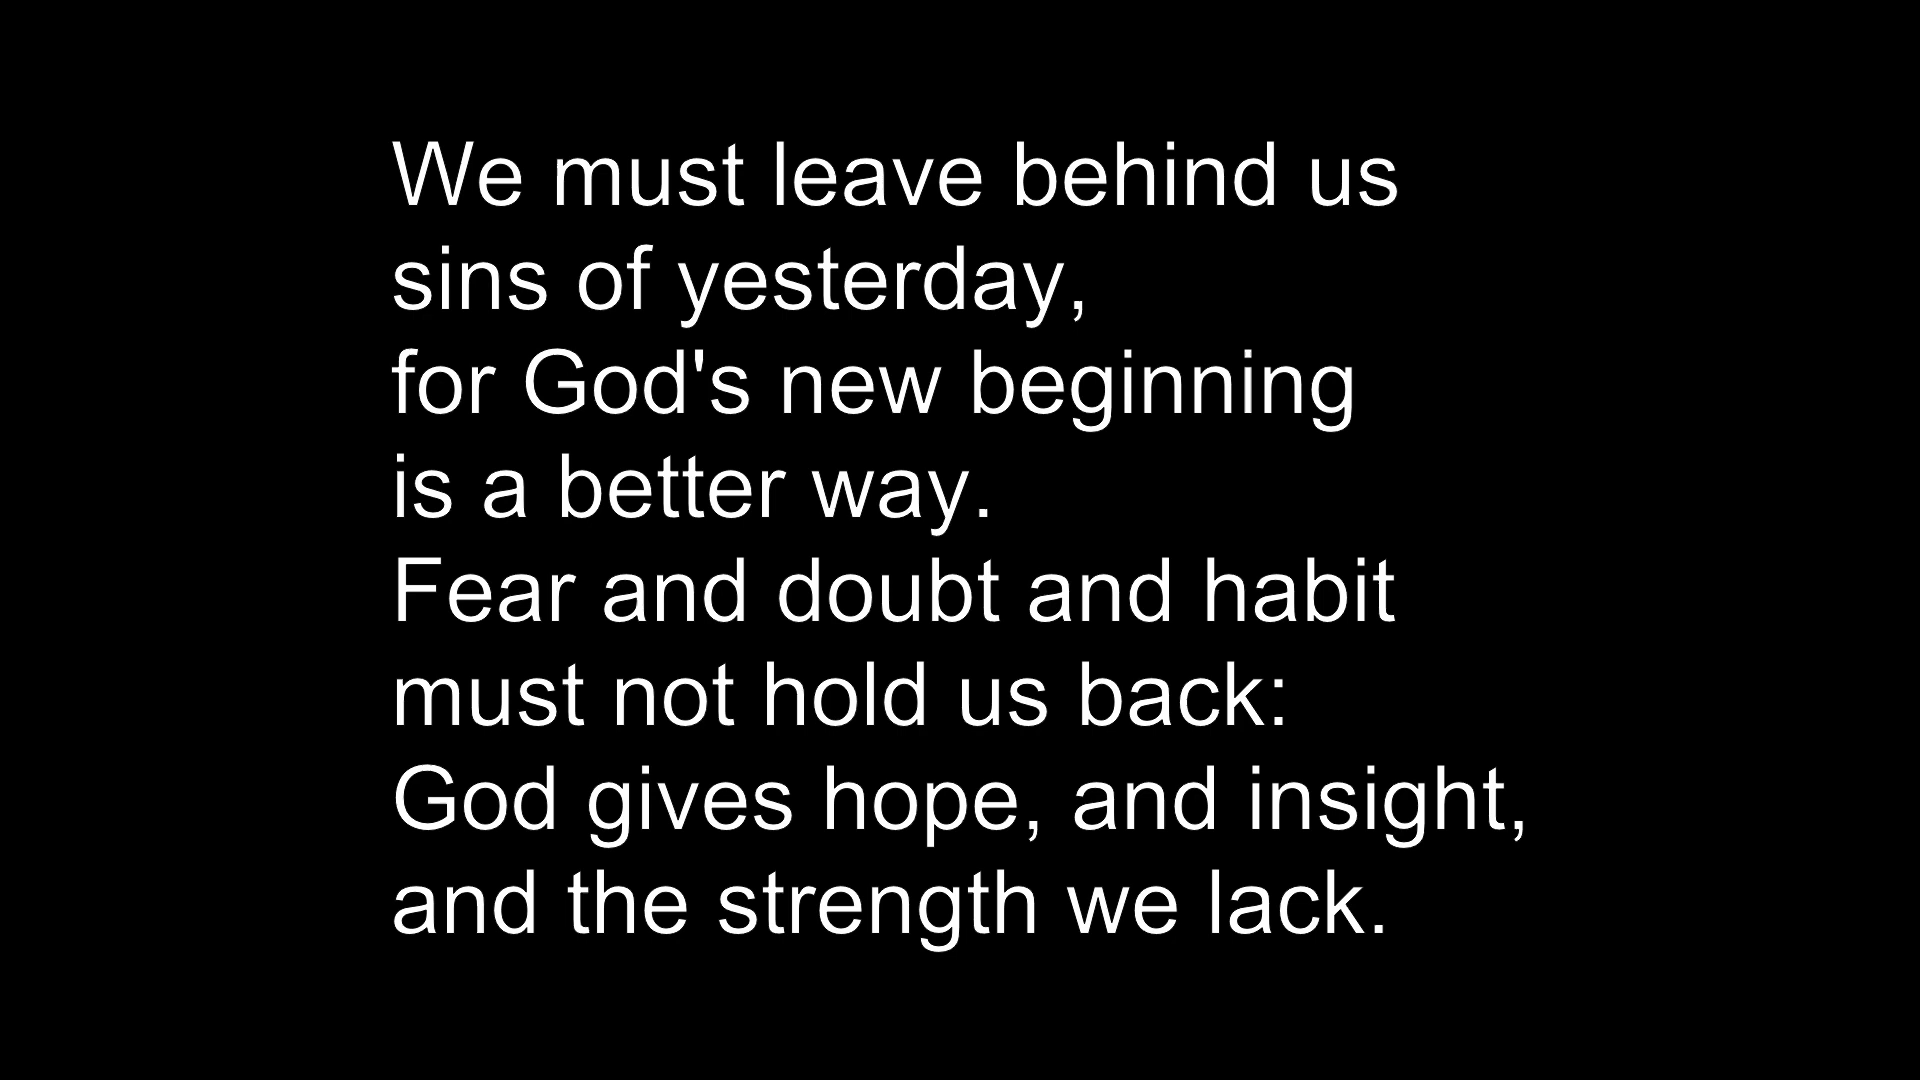 We must leave behind us
sins of yesterday,
for God's new beginning
is a better way.
Fear and doubt and habit
must not hold us back:
God gives hope, and insight,
and the strength we lack.